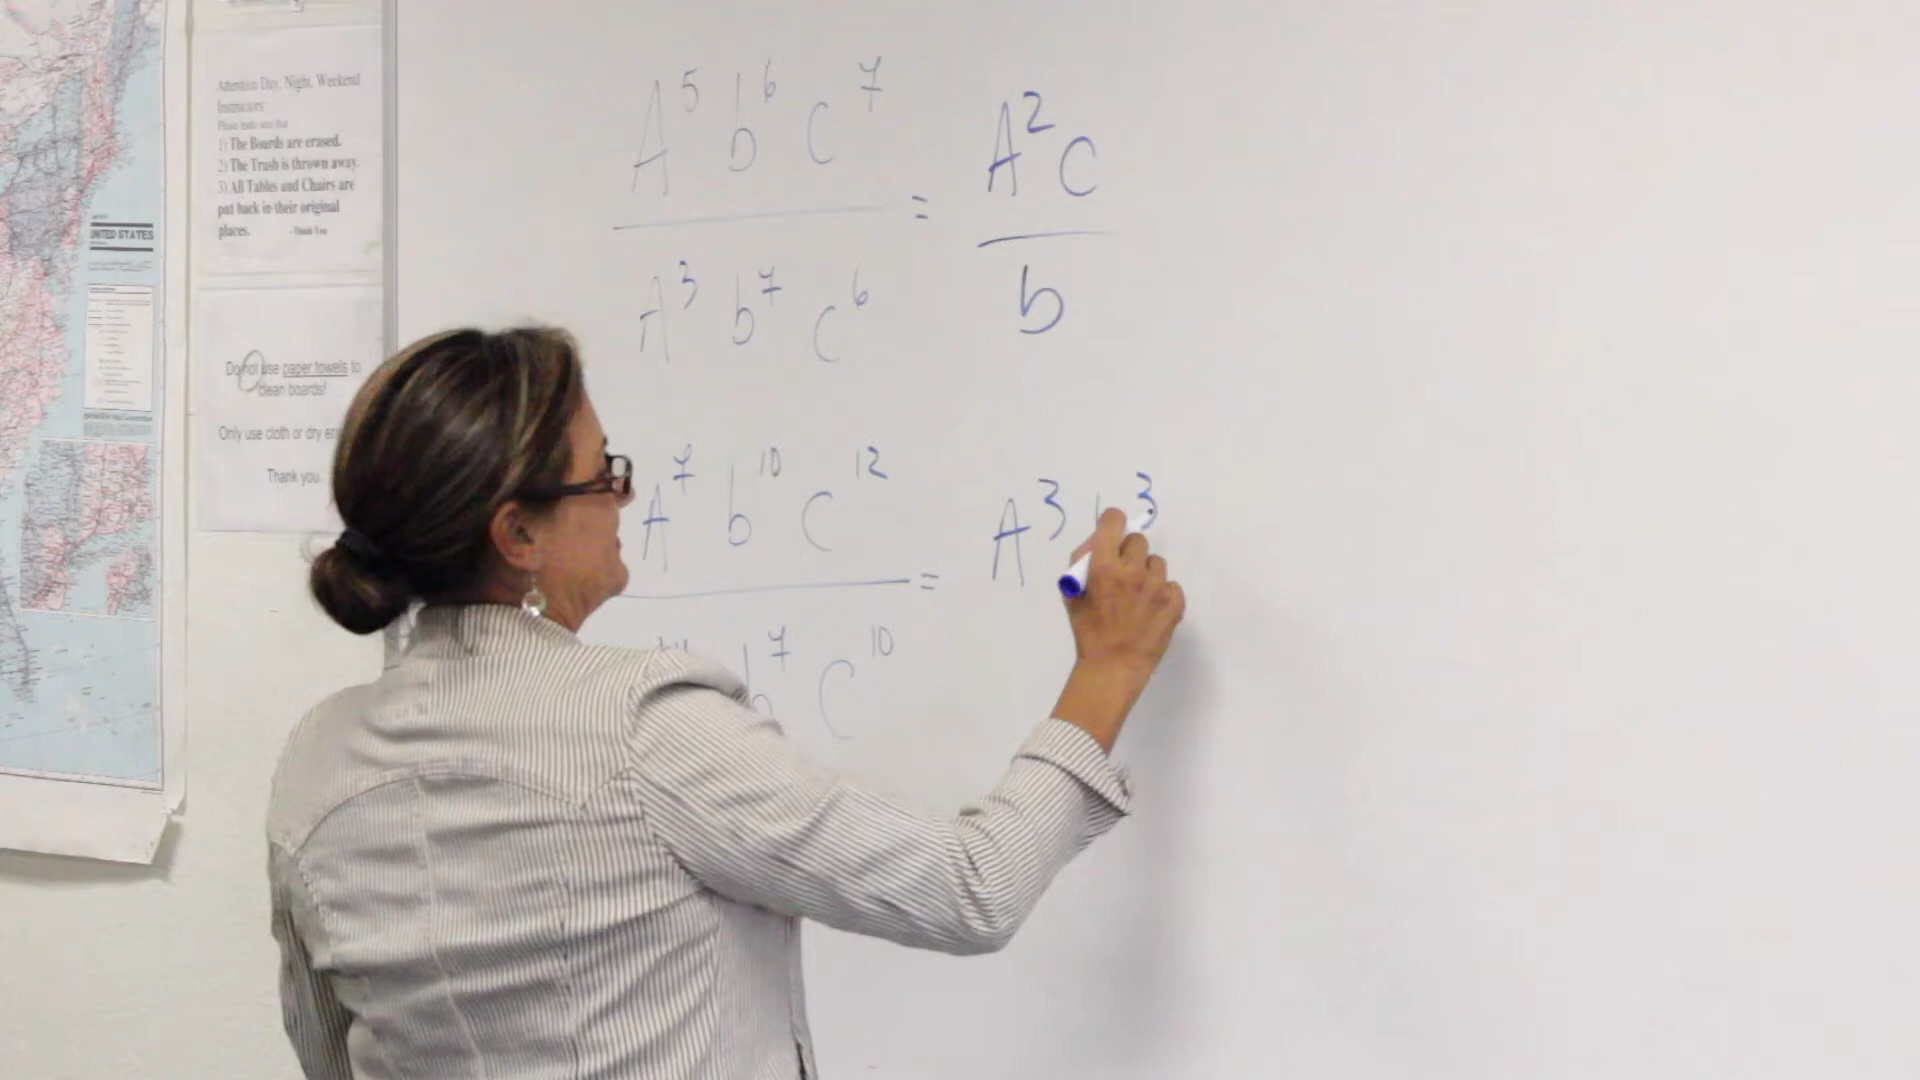 Attention Day, Night, Weekend
Instructors:
Please make sure that
1) The Boards are erased.
2) The Trash is thrown away.
3) All Tables and Chairs are
put back in their original
places. - Thank You
UNITED STATES
Do not use paper towels to
clean boards!
Only use cloth or dry
Thank you
A⁵ b⁶ C⁷ = A² C
A³ b⁷ C⁶ b
A⁷ b¹⁰ C¹² = A³ b³
b⁷ C¹⁰